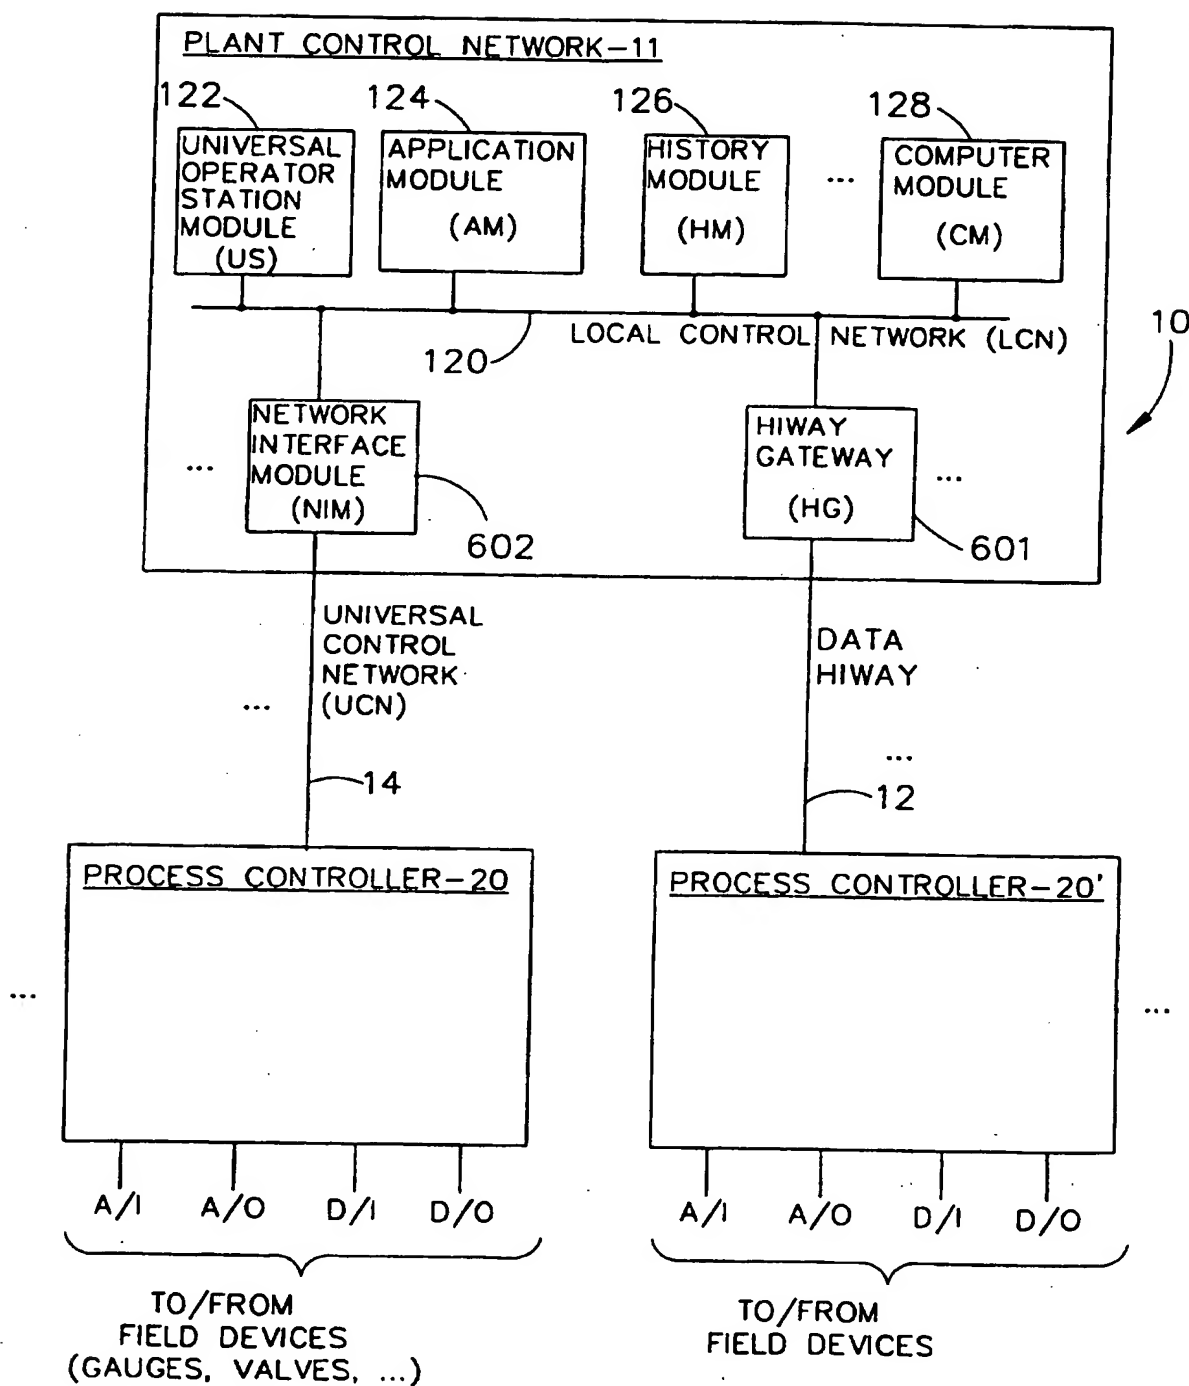 PLANT CONTROL NETWORK-11
122
124
126
128
UNIVERSAL
OPERATOR
STATION
MODULE
(US)
APPLICATION
MODULE
(AM)
HISTORY
MODULE
(HM)
...
COMPUTER
MODULE
(CM)
LOCAL CONTROL NETWORK (LCN)
120
10
...
NETWORK
INTERFACE
MODULE
(NIM)
602
HIWAY
GATEWAY
(HG)
...
601
UNIVERSAL
CONTROL
NETWORK
(UCN)
...
14
DATA
HIWAY
...
12
PROCESS CONTROLLER-20
PROCESS CONTROLLER-20'
...
...
A/I A/O D/I D/O
A/I A/O D/I D/O
TO/FROM
FIELD DEVICES
(GAUGES, VALVES, ...)
TO/FROM
FIELD DEVICES